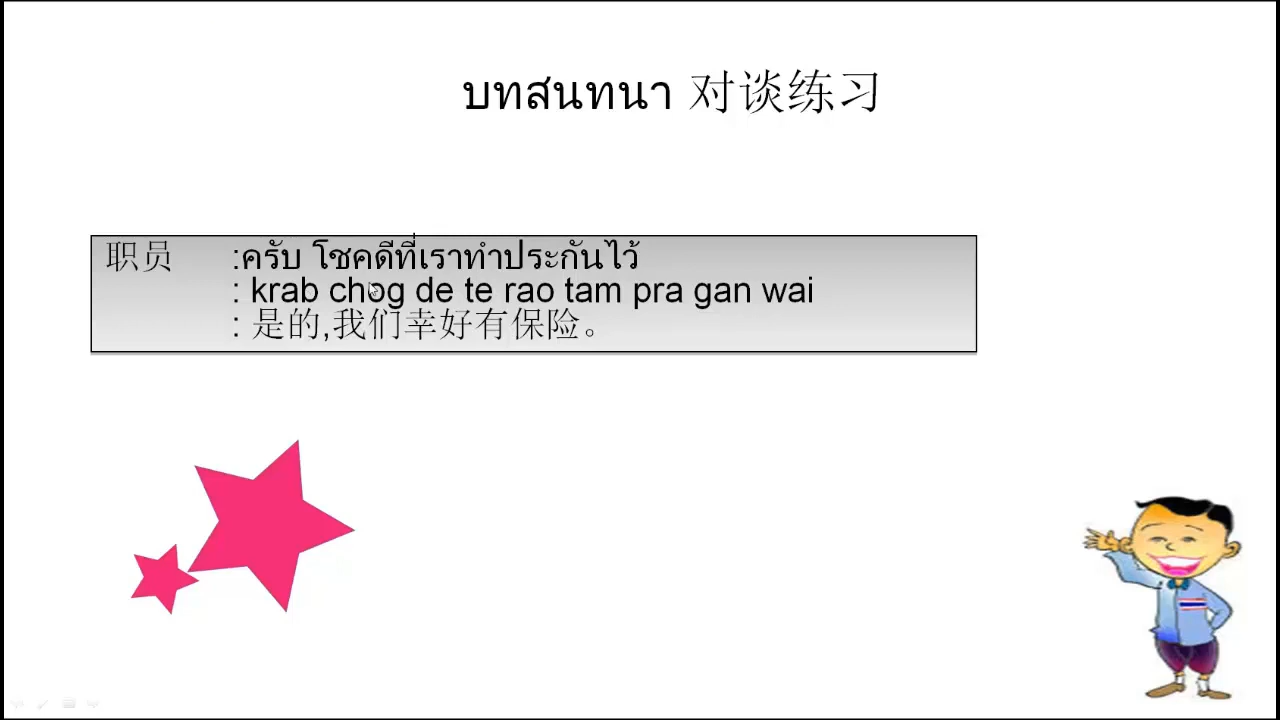 บทสนทนา 对谈练习
职员 :ครับ โชคดีที่เราทำประกันไว้
: krab chog de te rao tam pra gan wai
: 是的,我们幸好有保险。